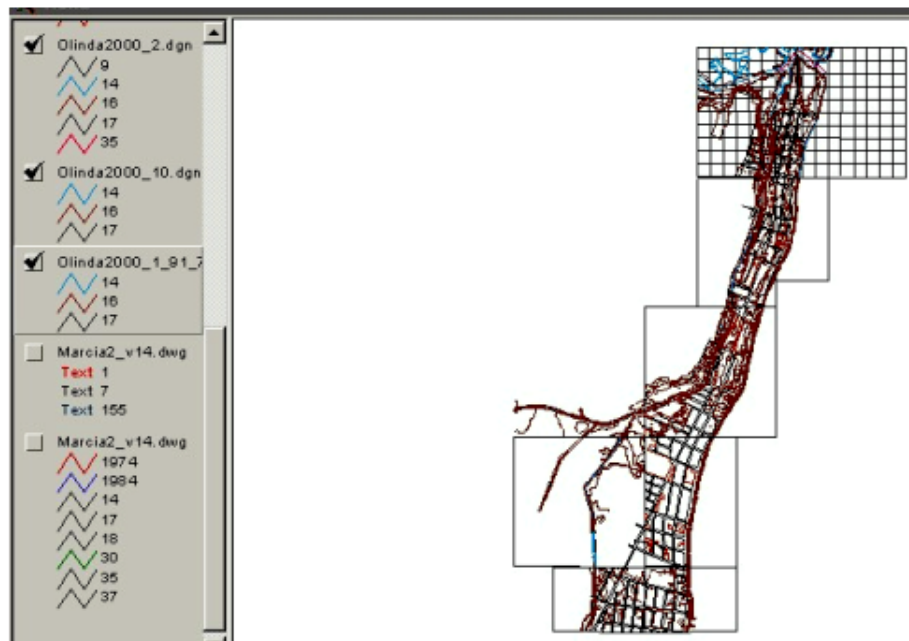 Olinda2000_2.dgn
9
14
16
17
35
Olinda2000_10.dgn
14
16
17
Olinda2000_1_91_7
14
16
17
Marcia2_v14.dwg
Text 1
Text 7
Text 155
Marcia2_v14.dwg
1974
1984
14
17
18
30
35
37